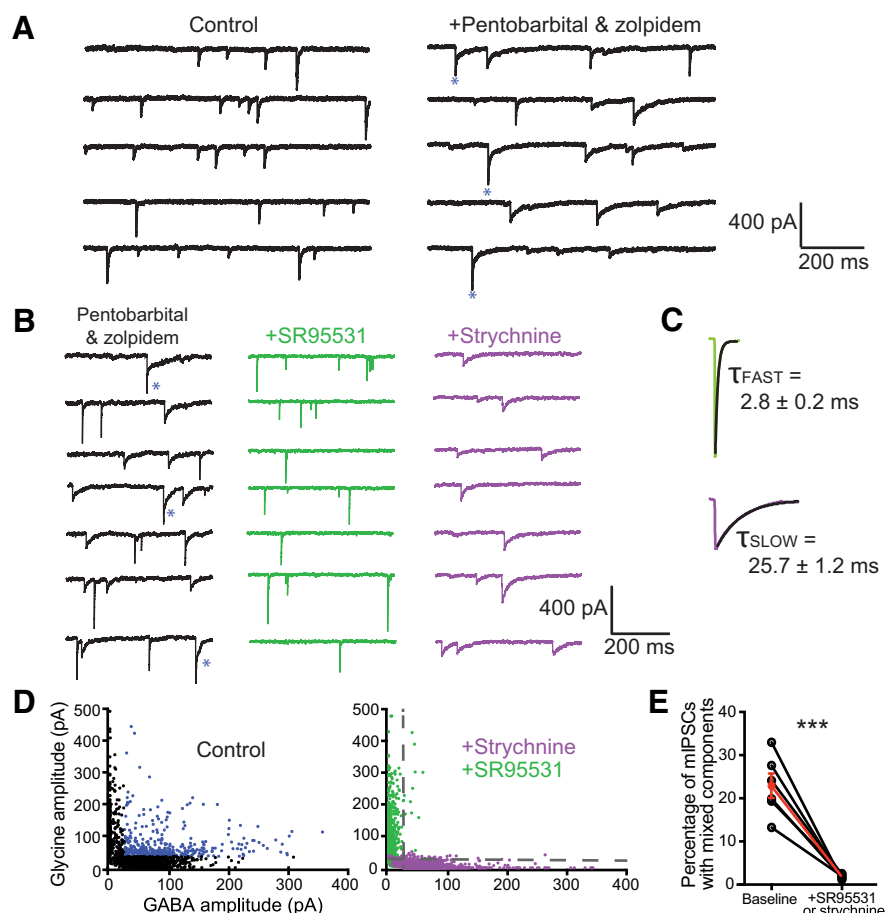 A
Control
+Pentobarbital & zolpidem
*
*
*
400 pA
200 ms
B
Pentobarbital
& zolpidem
+SR95531
+Strychnine
*
*
*
400 pA
200 ms
C
τFAST =
2.8 ± 0.2 ms
τSLOW =
25.7 ± 1.2 ms
D
Glycine amplitude (pA)
500
400
300
200
100
0
Control
0
100
200
300
400
500
400
300
200
100
0
+Strychnine
+SR95531
0
100
200
300
400
GABA amplitude (pA)
E
Percentage of mIPSCs
with mixed components
40
30
20
10
0
***
Baseline
+SR95531
or strychnine